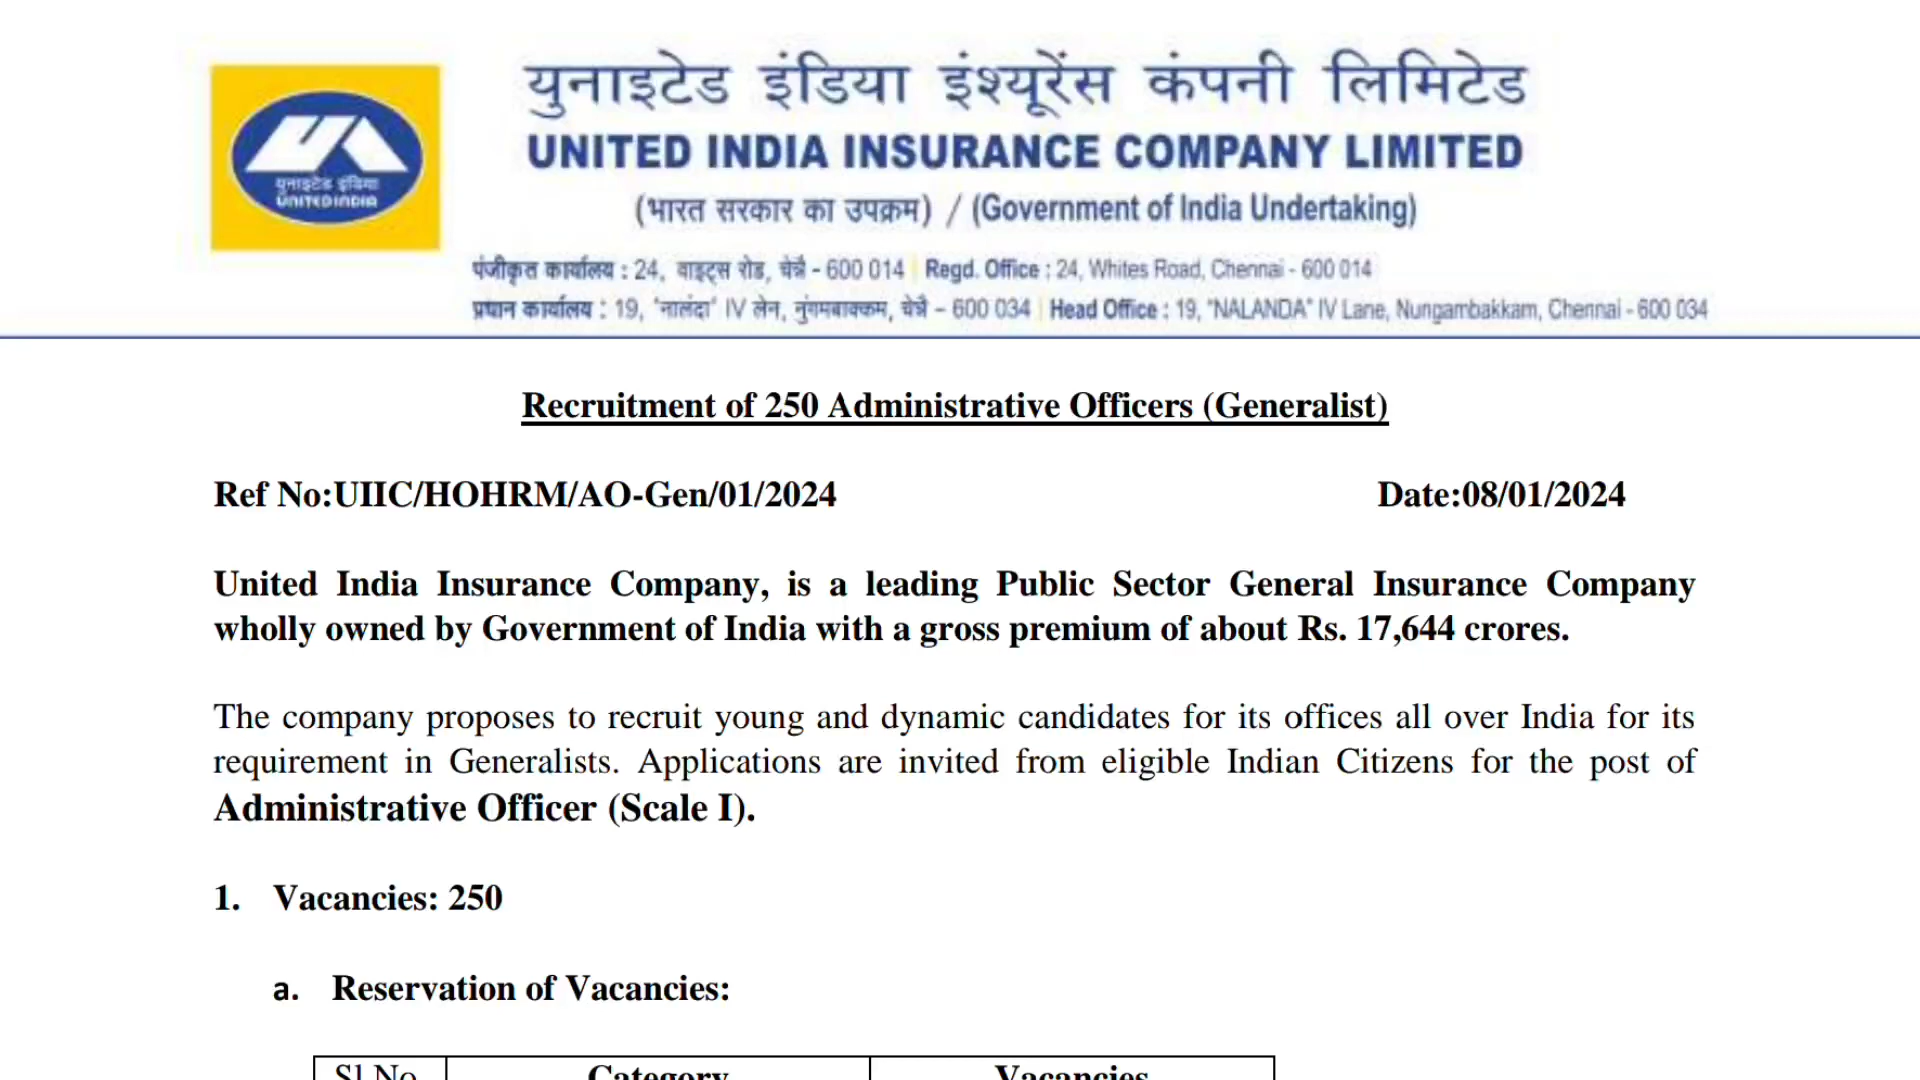 युनाइटेड इंडिया इंश्यूरेंस कंपनी लिमिटेड
UNITED INDIA INSURANCE COMPANY LIMITED
(भारत सरकार का उपक्रम) / (Government of India Undertaking)
पंजीकृत कार्यालय : 24, वाइट्स रोड, चेन्नै - 600 014 Regd. Office : 24, Whites Road, Chennai - 600 014
प्रधान कार्यालय : 19, "नालंदा" IV लेन, नुंगमबाक्कम, चेन्नै – 600 034 Head Office : 19, "NALANDA" IV Lane, Nungambakkam, Chennai - 600 034
युनाइटेड इंडिया
UNITED INDIA
Recruitment of 250 Administrative Officers (Generalist)
Ref No:UIIC/HOHRM/AO-Gen/01/2024 Date:08/01/2024
United India Insurance Company, is a leading Public Sector General Insurance Company
wholly owned by Government of India with a gross premium of about Rs. 17,644 crores.
The company proposes to recruit young and dynamic candidates for its offices all over India for its
requirement in Generalists. Applications are invited from eligible Indian Citizens for the post of
Administrative Officer (Scale I).
1. Vacancies: 250
a. Reservation of Vacancies:
Sl.No Category Vacancies